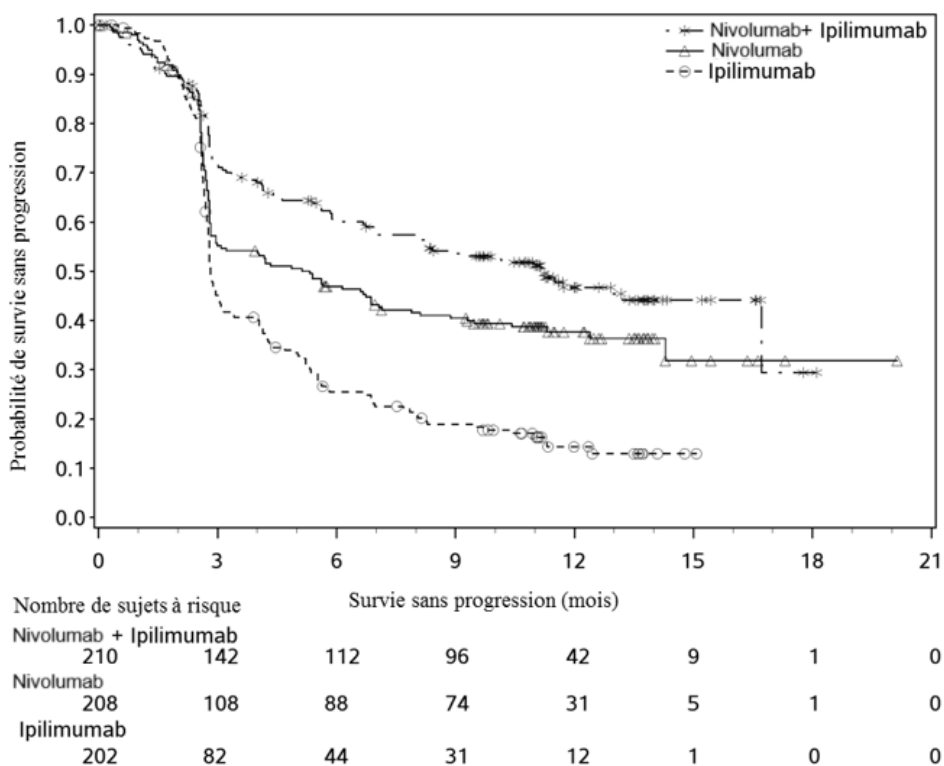 1.0
0.9
0.8
0.7
0.6
0.5
0.4
0.3
0.2
0.1
0.0
Probabilité de survie sans progression
Nivolumab+ Ipilimumab
Nivolumab
Ipilimumab
0 3 6 9 12 15 18 21
Survie sans progression (mois)
Nombre de sujets à risque
Nivolumab + Ipilimumab
210 142 112 96 42 9 1 0
Nivolumab
208 108 88 74 31 5 1 0
Ipilimumab
202 82 44 31 12 1 0 0